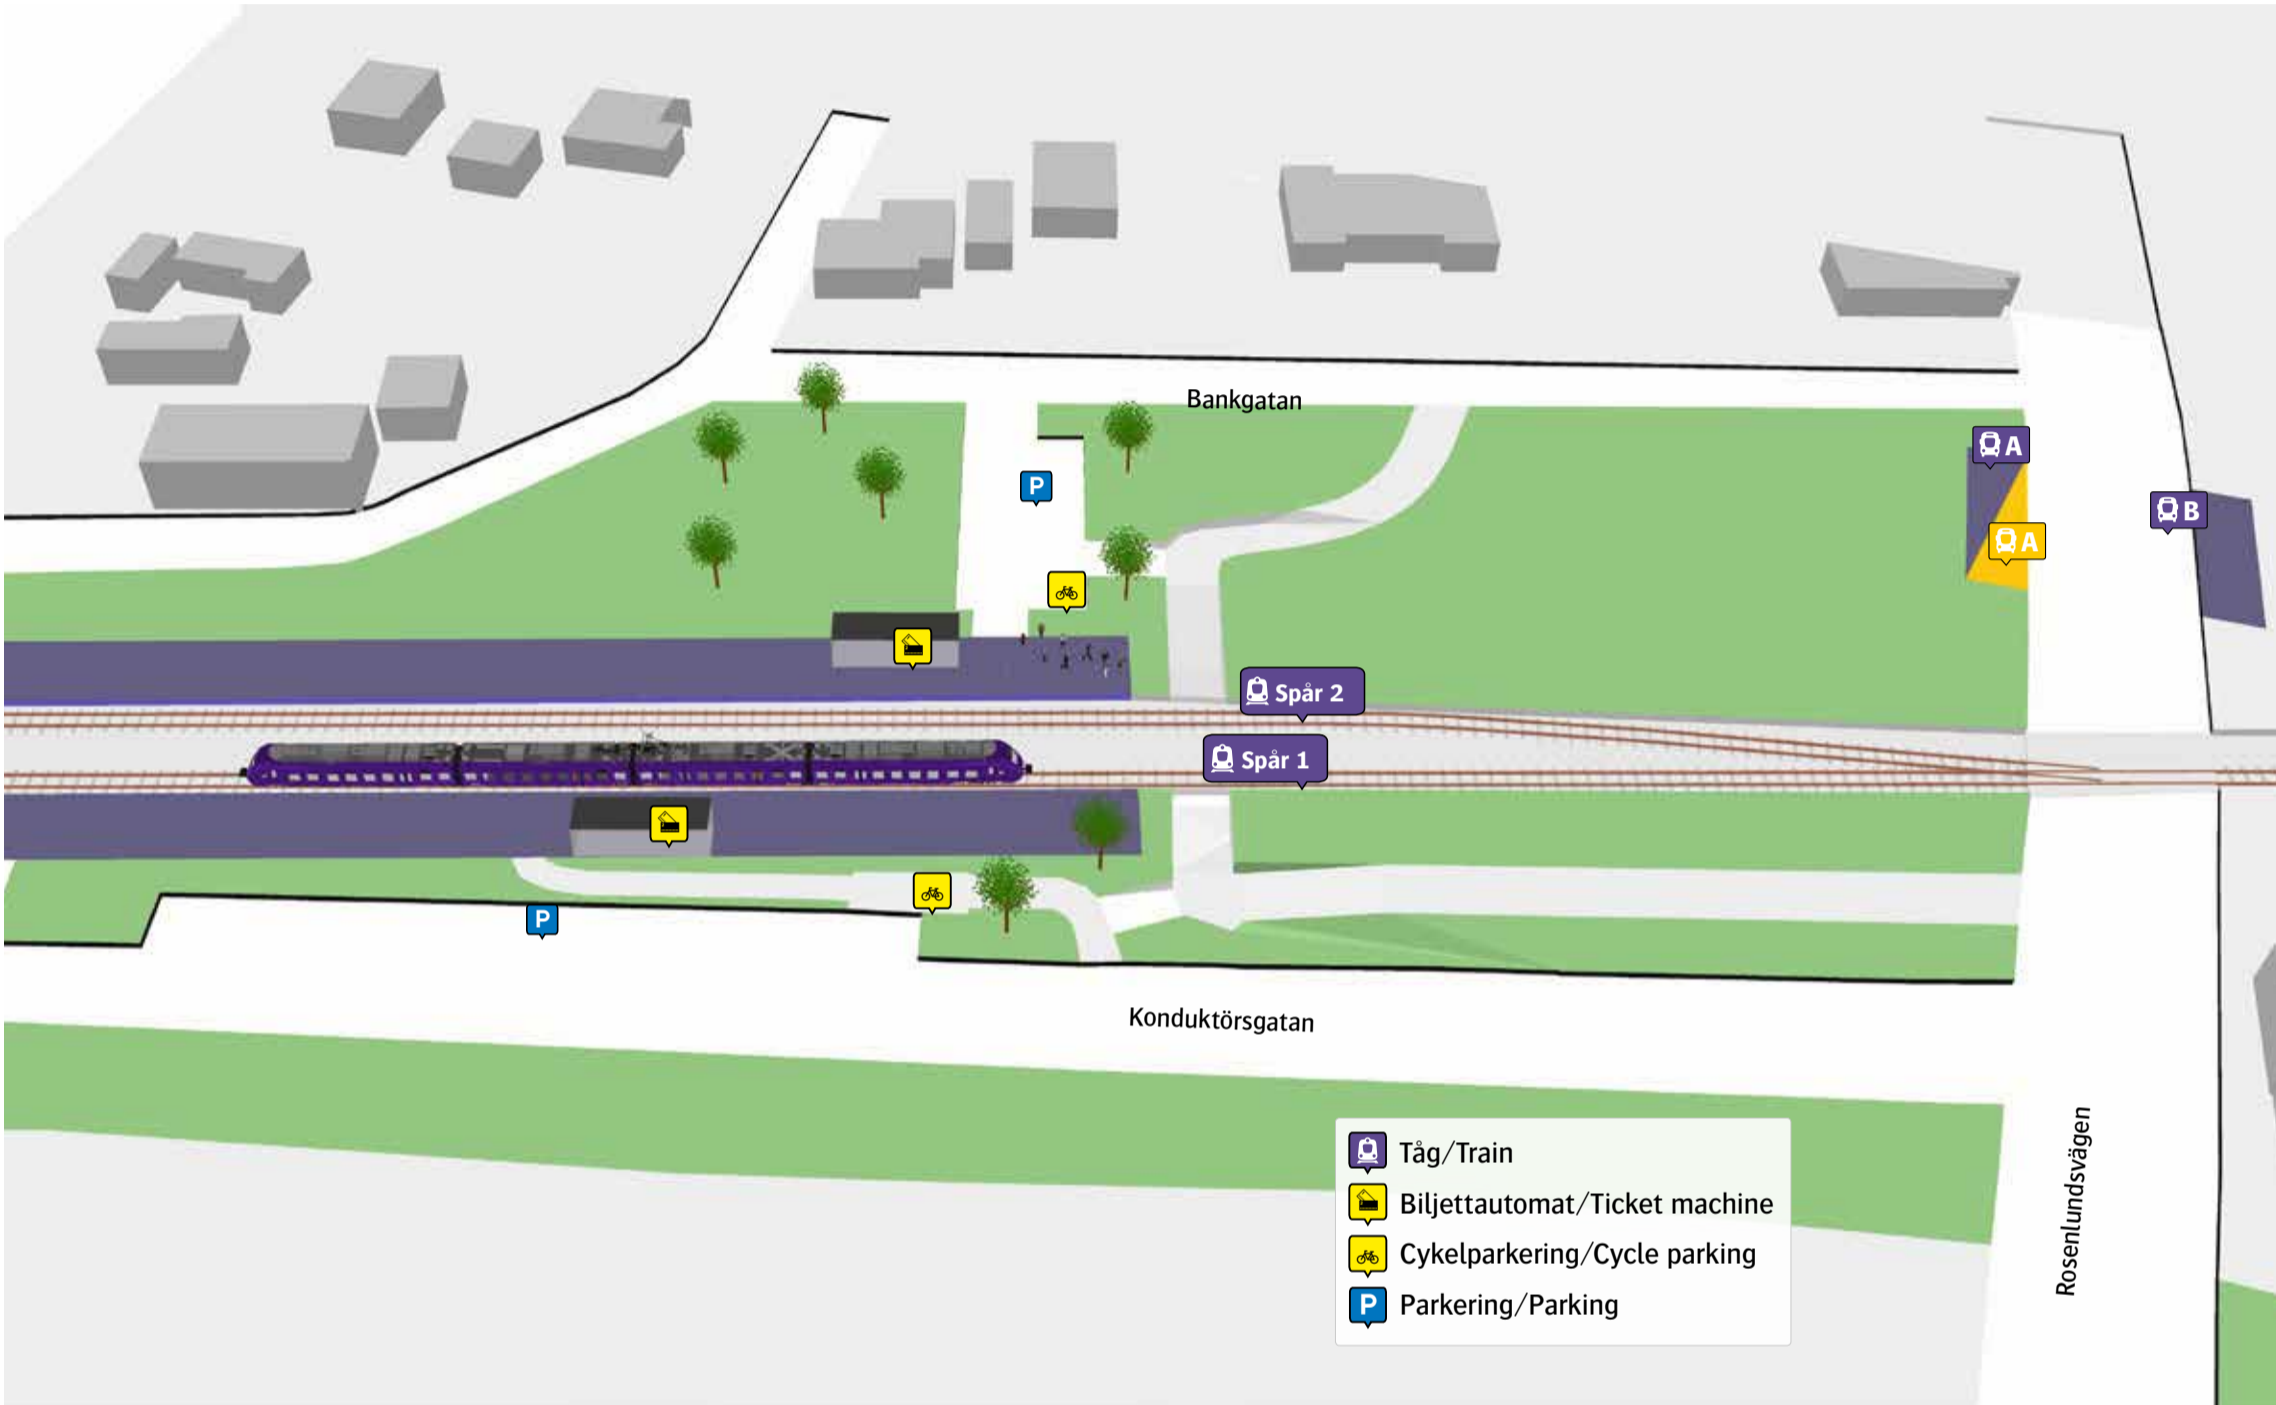 Bankgatan
A
P
B
A
Spår 2
Spår 1
P
Konduktörsgatan
Rosenlundsvägen
Tåg/Train
Biljettautomat/Ticket machine
Cykelparkering/Cycle parking
P Parkering/Parking